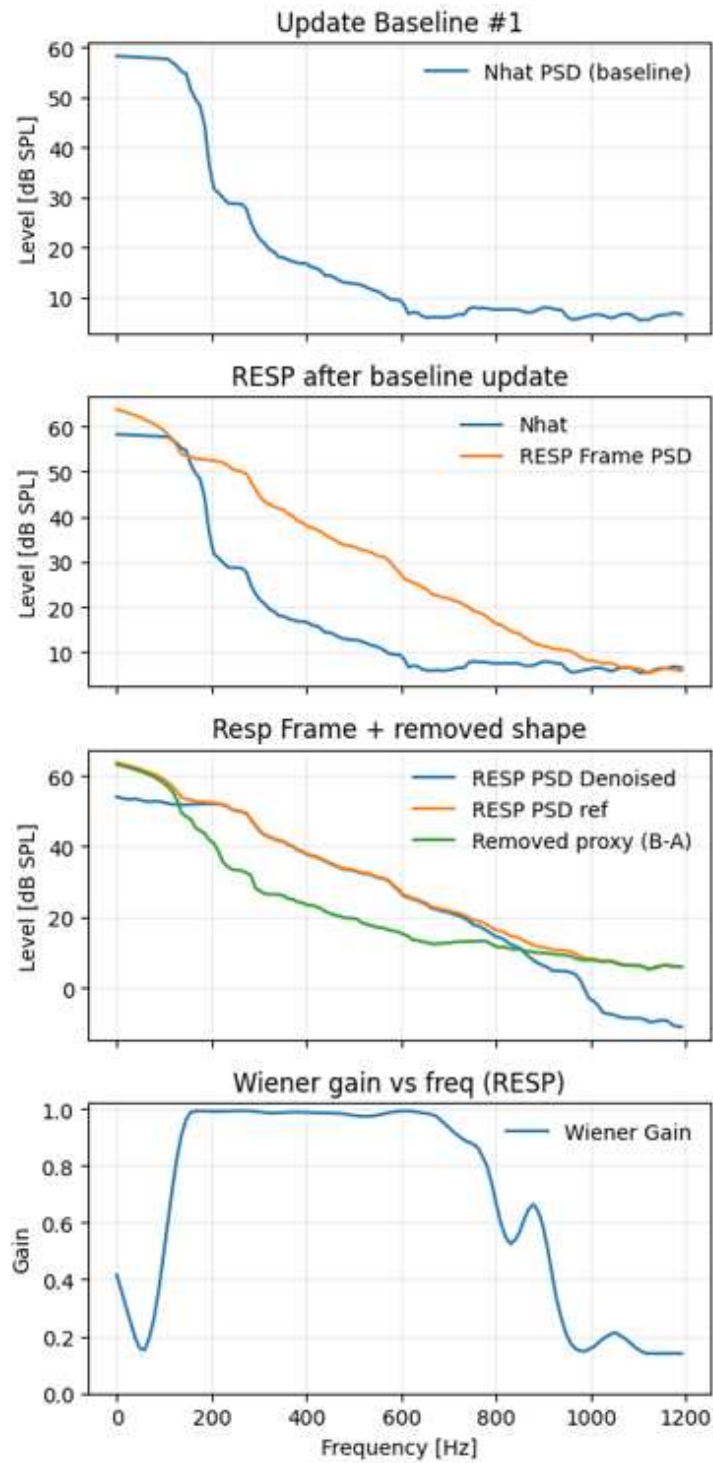 Update Baseline #1
Nhat PSD (baseline)
Level [dB SPL]
60
50
40
30
20
10
RESP after baseline update
Nhat
RESP Frame PSD
Level [dB SPL]
60
50
40
30
20
10
Resp Frame + removed shape
RESP PSD Denoised
RESP PSD ref
Removed proxy (B-A)
Level [dB SPL]
60
40
20
0
Wiener gain vs freq (RESP)
Wiener Gain
Gain
1.0
0.8
0.6
0.4
0.2
0.0
0 200 400 600 800 1000 1200
Frequency [Hz]